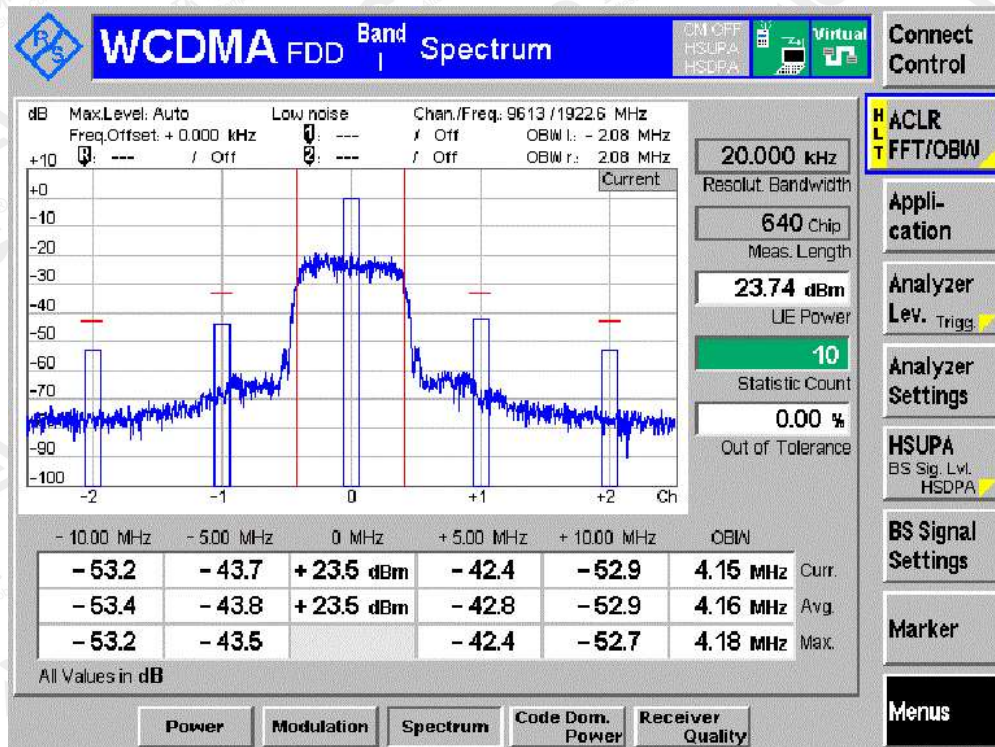 WCDMA FDD Band I Spectrum
CM OFF
HSUPA
HSDPA
Virtual
Connect Control
dB Max.Level: Auto Low noise Chan./Freq.: 9613 / 1922.6 MHz
Freq.Offset: + 0.000 kHz 1: --- / Off OBW l.: - 2.08 MHz
R: --- / Off 2: --- / Off OBW r.: 2.08 MHz
Current
+10
+0
-10
-20
-30
-40
-50
-60
-70
-80
-90
-100
-2 -1 0 +1 +2 Ch
20.000 kHz
Resolut. Bandwidth
640 Chip
Meas. Length
23.74 dBm
UE Power
10
Statistic Count
0.00 %
Out of Tolerance
- 10.00 MHz - 5.00 MHz 0 MHz + 5.00 MHz + 10.00 MHz OBW
- 53.2 - 43.7 + 23.5 dBm - 42.4 - 52.9 4.15 MHz Curr.
- 53.4 - 43.8 + 23.5 dBm - 42.8 - 52.9 4.16 MHz Avg.
- 53.2 - 43.5 - 42.4 - 52.7 4.18 MHz Max.
All Values in dB
HLT
ACLR
FFT/OBW
Appli-
cation
Analyzer
Lev. Trigg.
Analyzer
Settings
HSUPA
BS Sig. Lvl.
HSDPA
BS Signal
Settings
Marker
Menus
Power
Modulation
Spectrum
Code Dom.
Power
Receiver
Quality